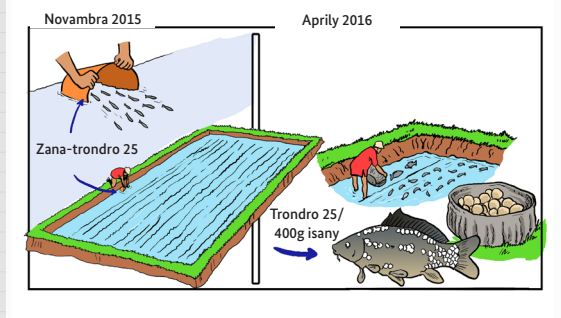 Novambra 2015
Aprily 2016
Zana-trondro 25
Trondro 25/
400g isany